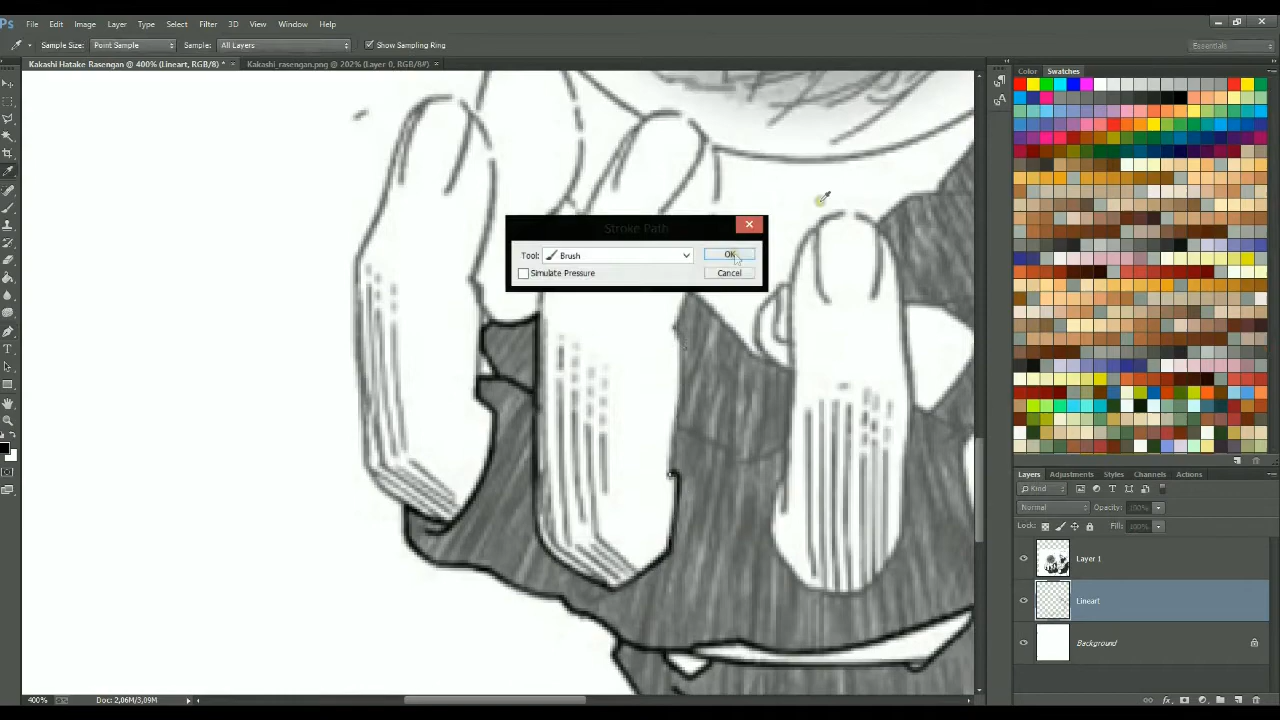 Ps File Edit Image Layer Type Select Filter 3D View Window Help
Sample Size: Point Sample Sample: All Layers Show Sampling Ring Essentials
Kakashi Hatake Rasengan @ 400% (Lineart, RGB/8) * × Kakashi_rasengan.png @ 202% (Layer 0, RGB/8#) ×
Color Swatches
Stroke Path
Tool: Brush OK
Simulate Pressure Cancel
Layers Adjustments Styles Channels Paths Actions
Kind
Normal Opacity: 100%
Lock: Fill: 100%
Layer 1
Lineart
Background
400% Doc: 2,06M/3,09M